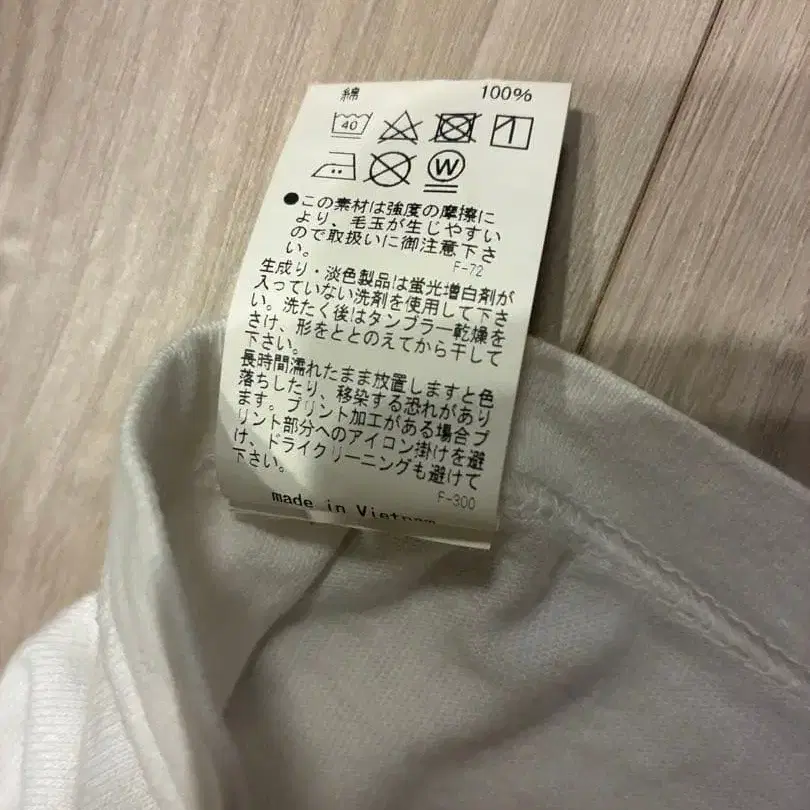 綿 100%
40
W
●この素材は強度の摩擦に
より、毛玉が生じやすい
ので取扱いに御注意下さ
い。
F-72
生成り・淡色製品は蛍光増白剤が
入っていない洗剤を使用して下さ
い。洗たく後はタンブラー乾燥を
さけ、形をととのえてから干して
下さい。
長時間濡れたまま放置しますと色
落ちしたり、移染する恐れがあり
ます。プリント加工がある場合プ
リント部分へのアイロン掛けを避
け、ドライクリーニングも避けて
下さい。
F-300
made in Vietnam